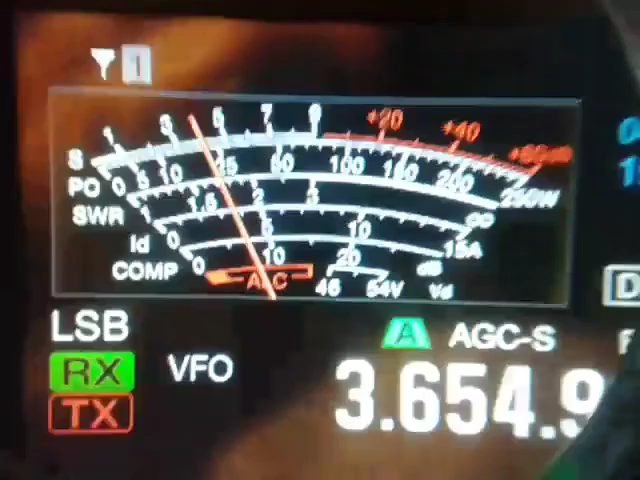 1
1 3 5 7 9 +20 +40 +60dB
S
PO 0 5 10 25 50 100 150 200 250W
SWR 1 1.5 2 3 ∞
Id 0 5 10 15A
COMP 0 10 20 dB
ALC 48 54V Vd
LSB A AGC-S
RX VFO
TX 3.654.9